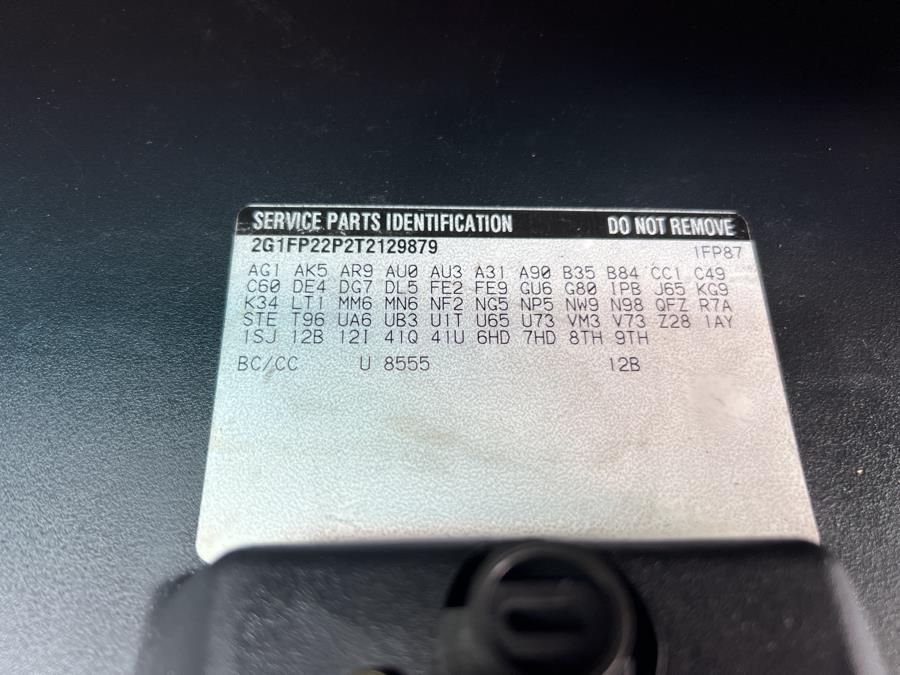 SERVICE PARTS IDENTIFICATION DO NOT REMOVE
2G1FP22P2T2129879 1FP87
AG1 AK5 AR9 AU0 AU3 A31 A90 B35 B84 CC1 C49
C60 DE4 DG7 DL5 FE2 FE9 GU6 G80 IPB J65 KG9
K34 LT1 MM6 MN6 NF2 NG5 NP5 NW9 N98 QFZ R7A
STE T96 UA6 UB3 U1T U65 U73 VM3 V73 Z28 1AY
1SJ 12B 12I 41Q 41U 6HD 7HD 8TH 9TH
BC/CC U 8555 12B